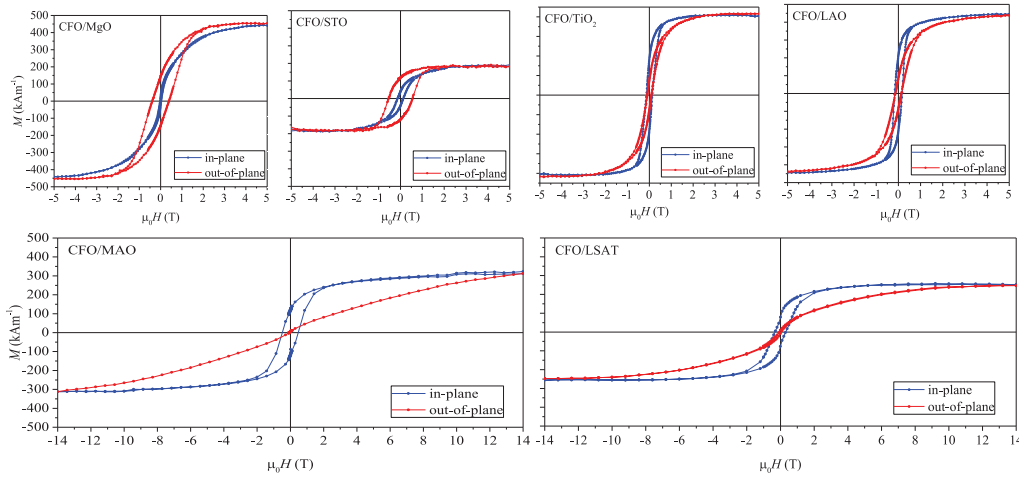 CFO/MgO
CFO/STO
CFO/TiO2
CFO/LAO
500
400
300
200
100
0
-100
-200
-300
-400
-500
M (kAm-1)
in-plane
out-of-plane
in-plane
out-of-plane
in-plane
out-of-plane
in-plane
out-of-plane
-5 -4 -3 -2 -1 0 1 2 3 4 5
-5 -4 -3 -2 -1 0 1 2 3 4 5
-5 -4 -3 -2 -1 0 1 2 3 4 5
-5 -4 -3 -2 -1 0 1 2 3 4 5
μ0H (T)
μ0H (T)
μ0H (T)
μ0H (T)
CFO/MAO
CFO/LSAT
500
400
300
200
100
0
-100
-200
-300
-400
-500
M (kAm-1)
in-plane
out-of-plane
in-plane
out-of-plane
-14 -12 -10 -8 -6 -4 -2 0 2 4 6 8 10 12 14
-14 -12 -10 -8 -6 -4 -2 0 2 4 6 8 10 12 14
μ0H (T)
μ0H (T)